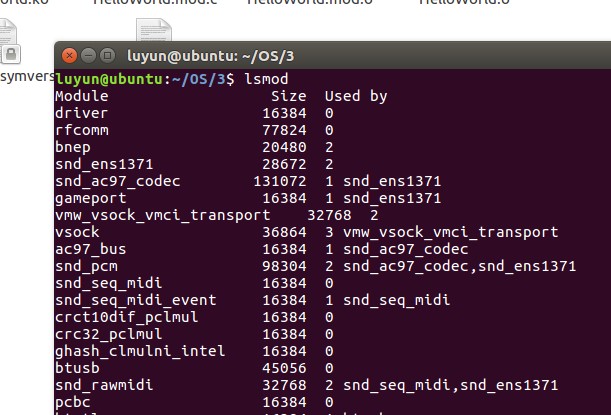 HelloWorld.mod.c HelloWorld.mod.o HelloWorld.o
symvers
luyun@ubuntu: ~/OS/3
luyun@ubuntu:~/OS/3$ lsmod
Module Size Used by
driver 16384 0
rfcomm 77824 0
bnep 20480 2
snd_ens1371 28672 2
snd_ac97_codec 131072 1 snd_ens1371
gameport 16384 1 snd_ens1371
vmw_vsock_vmci_transport 32768 2
vsock 36864 3 vmw_vsock_vmci_transport
ac97_bus 16384 1 snd_ac97_codec
snd_pcm 98304 2 snd_ac97_codec,snd_ens1371
snd_seq_midi 16384 0
snd_seq_midi_event 16384 1 snd_seq_midi
crct10dif_pclmul 16384 0
crc32_pclmul 16384 0
ghash_clmulni_intel 16384 0
btusb 45056 0
snd_rawmidi 32768 2 snd_seq_midi,snd_ens1371
pcbc 16384 0